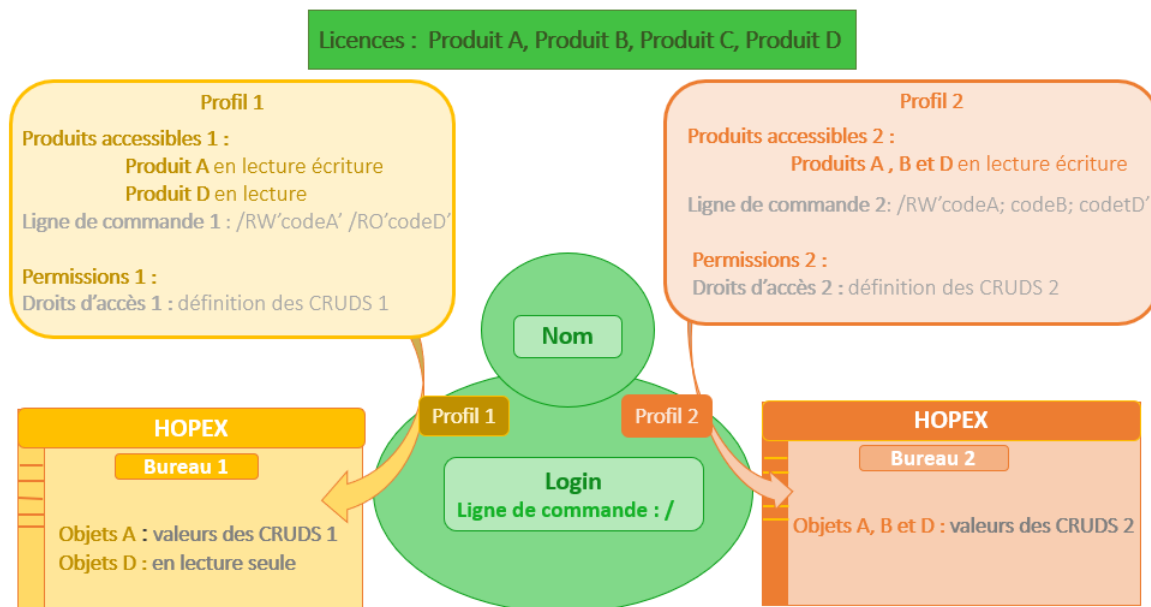 Licences : Produit A, Produit B, Produit C, Produit D
Profil 1
Produits accessibles 1 :
Produit A en lecture écriture
Produit D en lecture
Ligne de commande 1 : /RW'codeA' /RO'codeD'
Permissions 1 :
Droits d'accès 1 : définition des CRUDS 1
Profil 2
Produits accessibles 2 :
Produits A , B et D en lecture écriture
Ligne de commande 2: /RW'codeA; codeB; codetD'
Permissions 2 :
Droits d'accès 2 : définition des CRUDS 2
Nom
Profil 1
Profil 2
Login
Ligne de commande : /
HOPEX
Bureau 1
Objets A : valeurs des CRUDS 1
Objets D : en lecture seule
HOPEX
Bureau 2
Objets A, B et D : valeurs des CRUDS 2